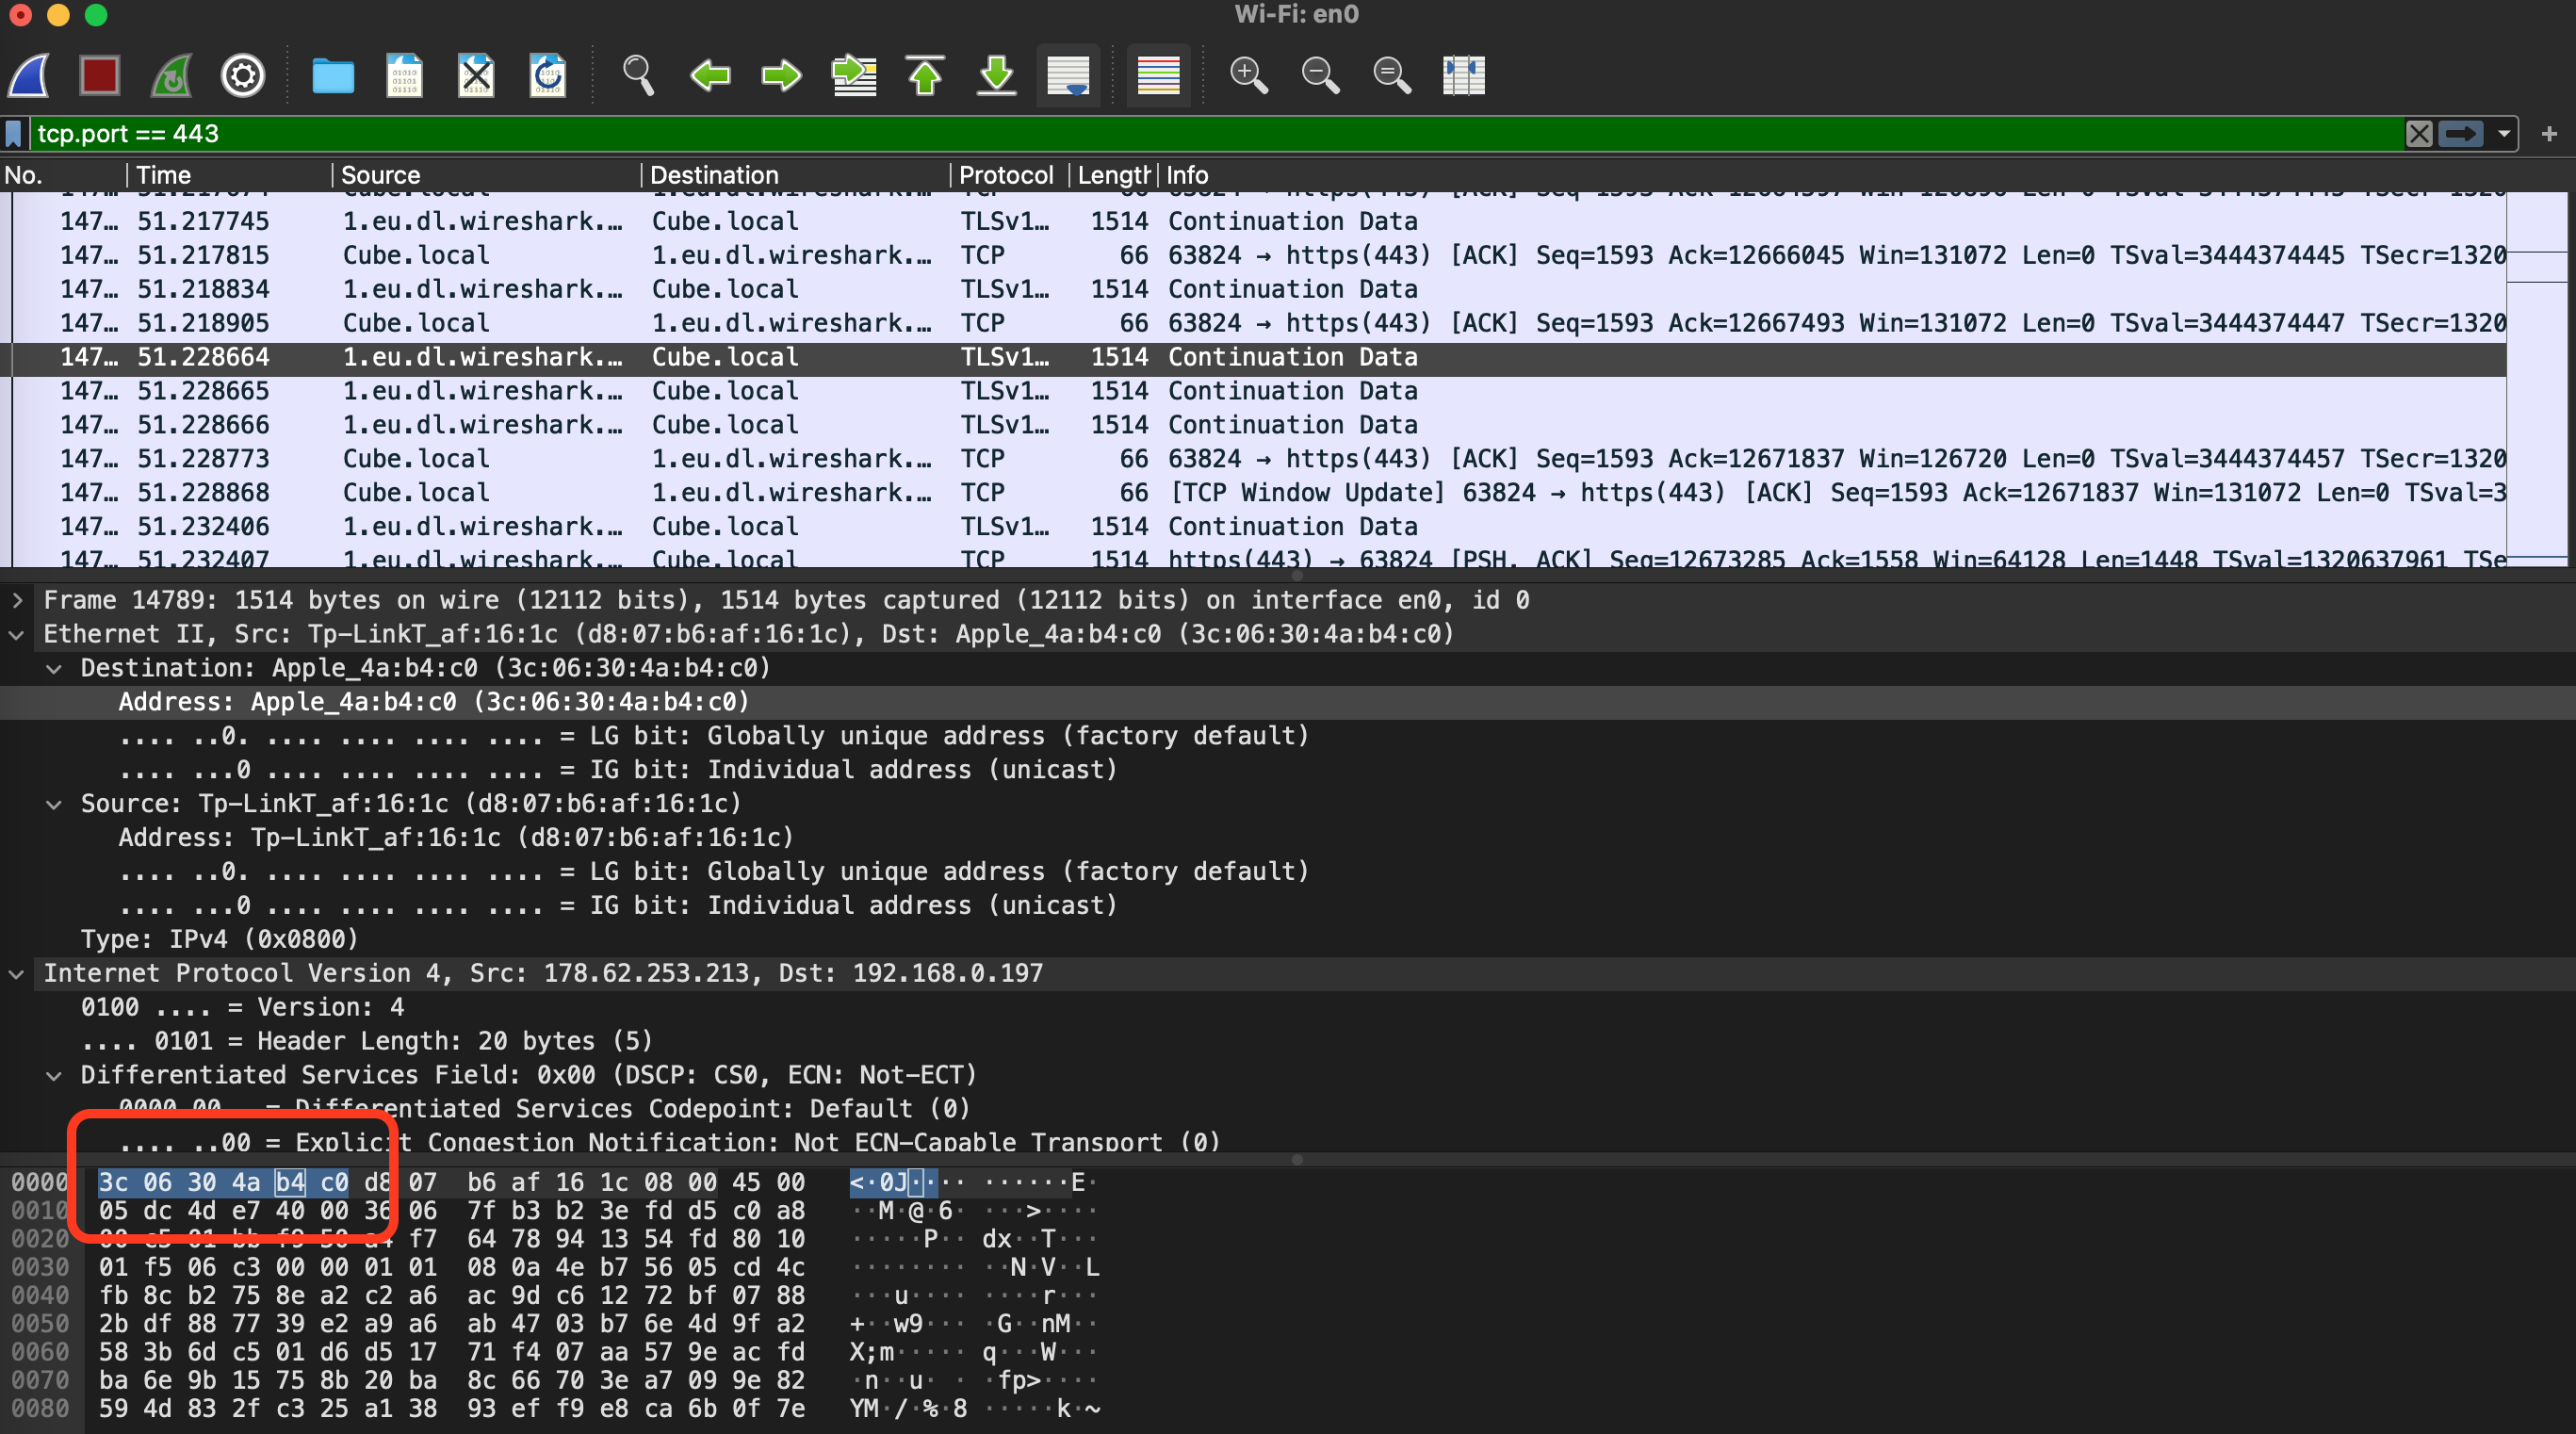 Wi-Fi: en0
tcp.port == 443
No. Time Source Destination Protocol Length Info
147… 51.217745 1.eu.dl.wireshark.… Cube.local TLSv1… 1514 Continuation Data
147… 51.217815 Cube.local 1.eu.dl.wireshark.… TCP 66 63824 → https(443) [ACK] Seq=1593 Ack=12666045 Win=131072 Len=0 TSval=3444374445 TSecr=1320
147… 51.218834 1.eu.dl.wireshark.… Cube.local TLSv1… 1514 Continuation Data
147… 51.218905 Cube.local 1.eu.dl.wireshark.… TCP 66 63824 → https(443) [ACK] Seq=1593 Ack=12667493 Win=131072 Len=0 TSval=3444374447 TSecr=1320
147… 51.228664 1.eu.dl.wireshark.… Cube.local TLSv1… 1514 Continuation Data
147… 51.228665 1.eu.dl.wireshark.… Cube.local TLSv1… 1514 Continuation Data
147… 51.228666 1.eu.dl.wireshark.… Cube.local TLSv1… 1514 Continuation Data
147… 51.228773 Cube.local 1.eu.dl.wireshark.… TCP 66 63824 → https(443) [ACK] Seq=1593 Ack=12671837 Win=126720 Len=0 TSval=3444374457 TSecr=1320
147… 51.228868 Cube.local 1.eu.dl.wireshark.… TCP 66 [TCP Window Update] 63824 → https(443) [ACK] Seq=1593 Ack=12671837 Win=131072 Len=0 TSval=3
147… 51.232406 1.eu.dl.wireshark.… Cube.local TLSv1… 1514 Continuation Data
147… 51.232407 1.eu.dl.wireshark.… Cube.local TCP 1514 https(443) → 63824 [PSH, ACK] Seq=12673285 Ack=1558 Win=64128 Len=1448 TSval=1320637961 TSe
Frame 14789: 1514 bytes on wire (12112 bits), 1514 bytes captured (12112 bits) on interface en0, id 0
Ethernet II, Src: Tp-LinkT_af:16:1c (d8:07:b6:af:16:1c), Dst: Apple_4a:b4:c0 (3c:06:30:4a:b4:c0)
Destination: Apple_4a:b4:c0 (3c:06:30:4a:b4:c0)
Address: Apple_4a:b4:c0 (3c:06:30:4a:b4:c0)
.... ..0. .... .... .... .... = LG bit: Globally unique address (factory default)
.... ...0 .... .... .... .... = IG bit: Individual address (unicast)
Source: Tp-LinkT_af:16:1c (d8:07:b6:af:16:1c)
Address: Tp-LinkT_af:16:1c (d8:07:b6:af:16:1c)
.... ..0. .... .... .... .... = LG bit: Globally unique address (factory default)
.... ...0 .... .... .... .... = IG bit: Individual address (unicast)
Type: IPv4 (0x0800)
Internet Protocol Version 4, Src: 178.62.253.213, Dst: 192.168.0.197
0100 .... = Version: 4
.... 0101 = Header Length: 20 bytes (5)
Differentiated Services Field: 0x00 (DSCP: CS0, ECN: Not-ECT)
0000 00.. = Differentiated Services Codepoint: Default (0)
.... ..00 = Explicit Congestion Notification: Not ECN-Capable Transport (0)
0000 3c 06 30 4a b4 c0 d8 07 b6 af 16 1c 08 00 45 00 <·0J···· ······E·
0010 05 dc 4d e7 40 00 36 06 7f b3 b2 3e fd d5 c0 a8 ··M·@·6· ···>····
0020 00 c5 01 bb f9 50 a4 f7 64 78 94 13 54 fd 80 10 ·····P·· dx··T···
0030 01 f5 06 c3 00 00 01 01 08 0a 4e b7 56 05 cd 4c ········ ··N·V··L
0040 fb 8c b2 75 8e a2 c2 a6 ac 9d c6 12 72 bf 07 88 ···u···· ····r···
0050 2b df 88 77 39 e2 a9 a6 ab 47 03 b7 6e 4d 9f a2 +··w9··· ·G··nM··
0060 58 3b 6d c5 01 d6 d5 17 71 f4 07 aa 57 9e ac fd X;m····· q···W···
0070 ba 6e 9b 15 75 8b 20 ba 8c 66 70 3e a7 09 9e 82 ·n··u· · ·fp>····
0080 59 4d 83 2f c3 25 a1 38 93 ef f9 e8 ca 6b 0f 7e YM·/·%·8 ·····k·~